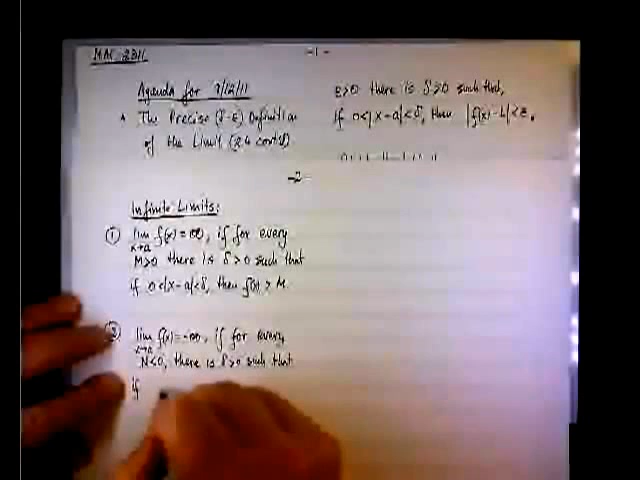 MAC 2311
-1-
Agenda for 9/12/11
* The Precise (δ-ε) Definition
of the Limit (2.4 cont'd)
ε>0 there is δ>0 such that,
if 0<|x-a|<δ, then |f(x)-L|<ε.
-2-
Infinite Limits:
① lim f(x)=∞, if for every
x→a
M>0 there is δ>0 such that
if 0<|x-a|<δ, then f(x) > M.
② lim f(x)=-∞, if for every
x→a
N<0, there is δ>0 such that
if